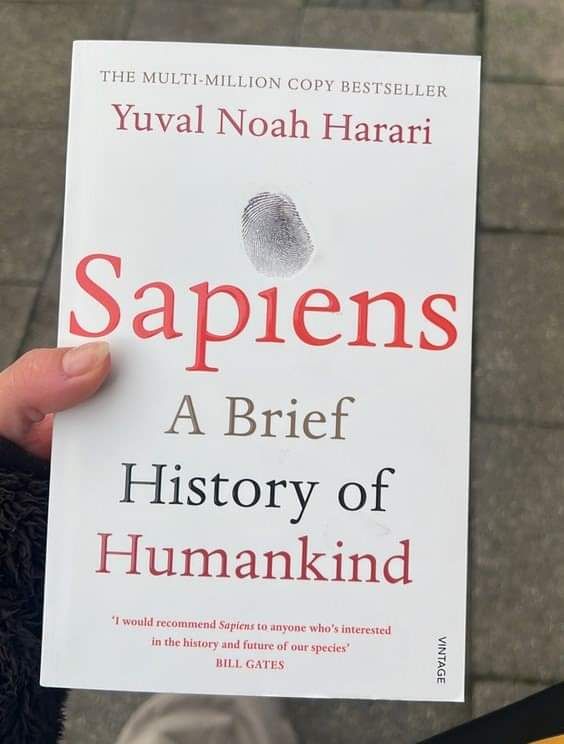 THE MULTI-MILLION COPY BESTSELLER
Yuval Noah Harari
Sapiens
A Brief
History of
Humankind
'I would recommend Sapiens to anyone who's interested
in the history and future of our species'
BILL GATES
VINTAGE